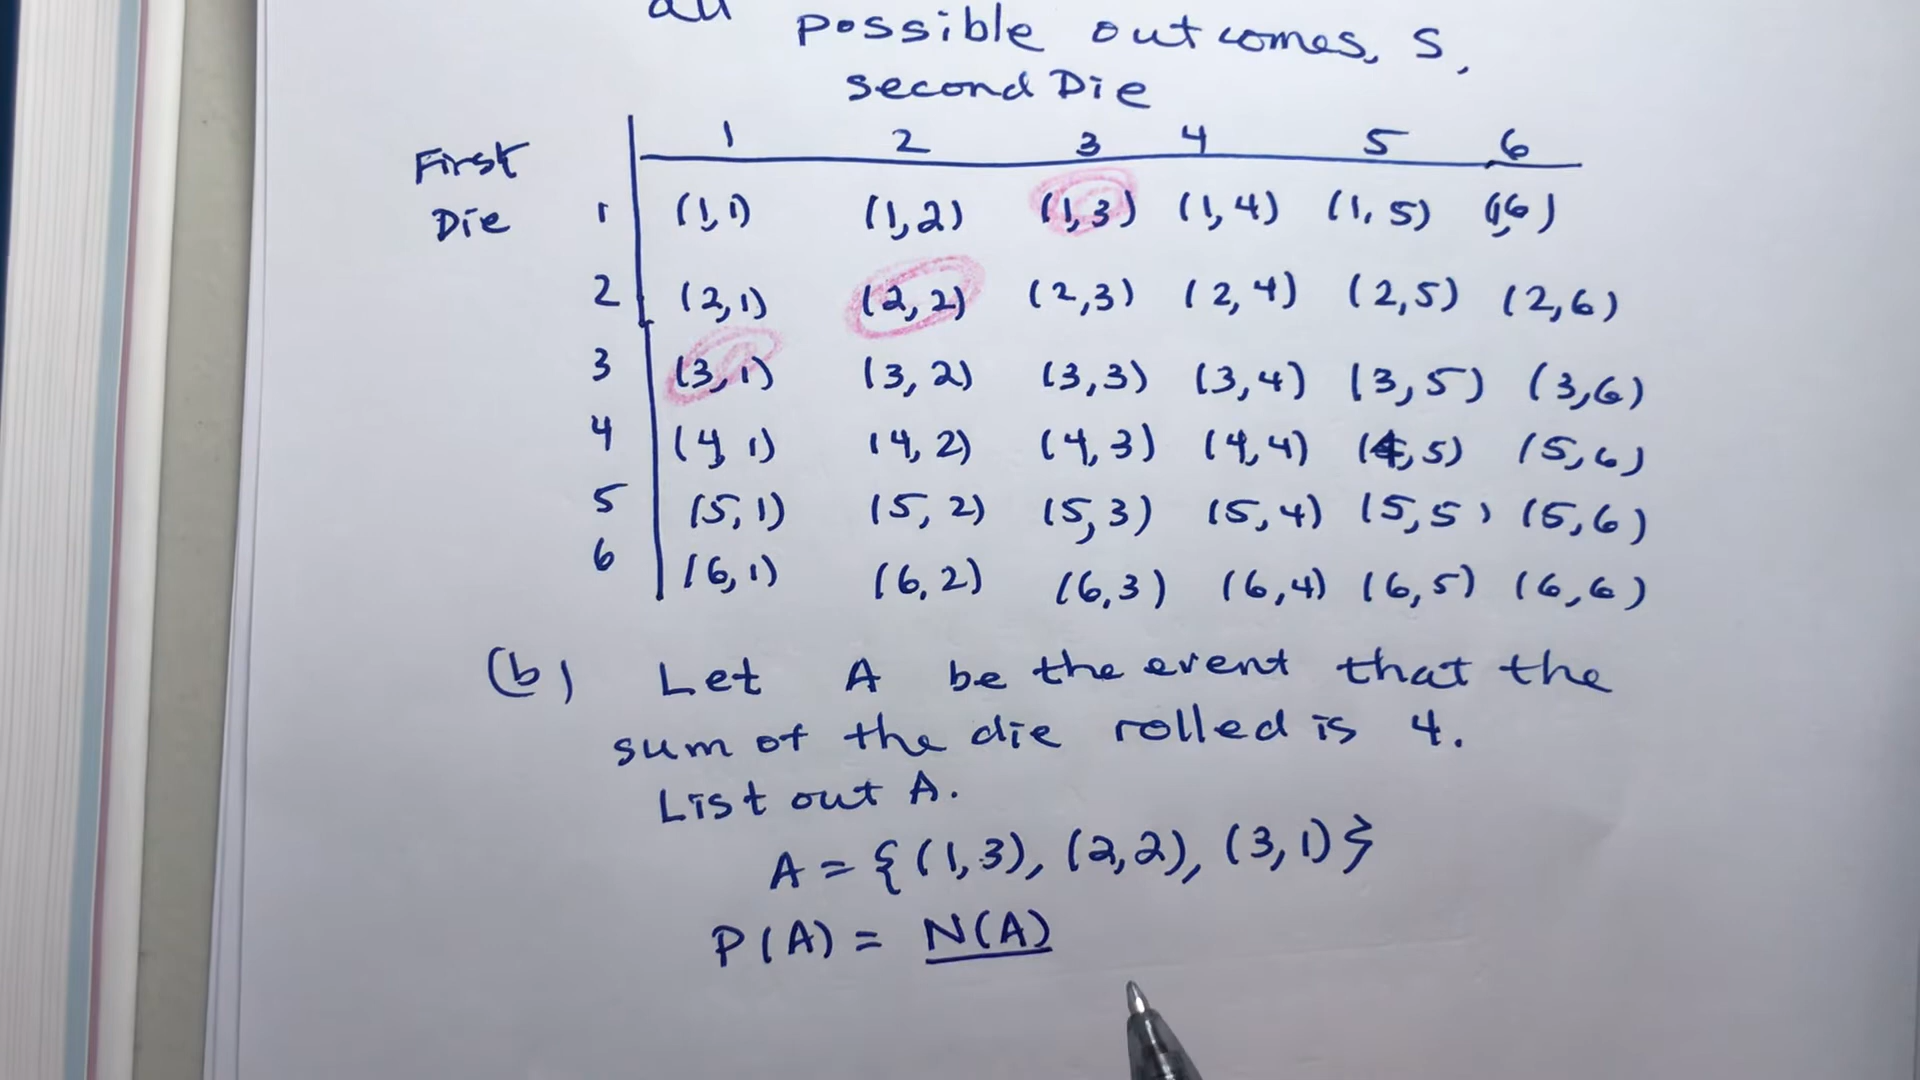 all possible outcomes, S,
second Die
First Die
1 2 3 4 5 6
1 (1,1) (1,2) (1,3) (1,4) (1,5) (1,6)
2 (2,1) (2,2) (2,3) (2,4) (2,5) (2,6)
3 (3,1) (3,2) (3,3) (3,4) (3,5) (3,6)
4 (4,1) (4,2) (4,3) (4,4) (4,5) (5,6)
5 (5,1) (5,2) (5,3) (5,4) (5,5) (5,6)
6 (6,1) (6,2) (6,3) (6,4) (6,5) (6,6)
(b) Let A be the event that the
sum of the die rolled is 4.
List out A.
A = {(1,3), (2,2), (3,1)}
P(A) = N(A)